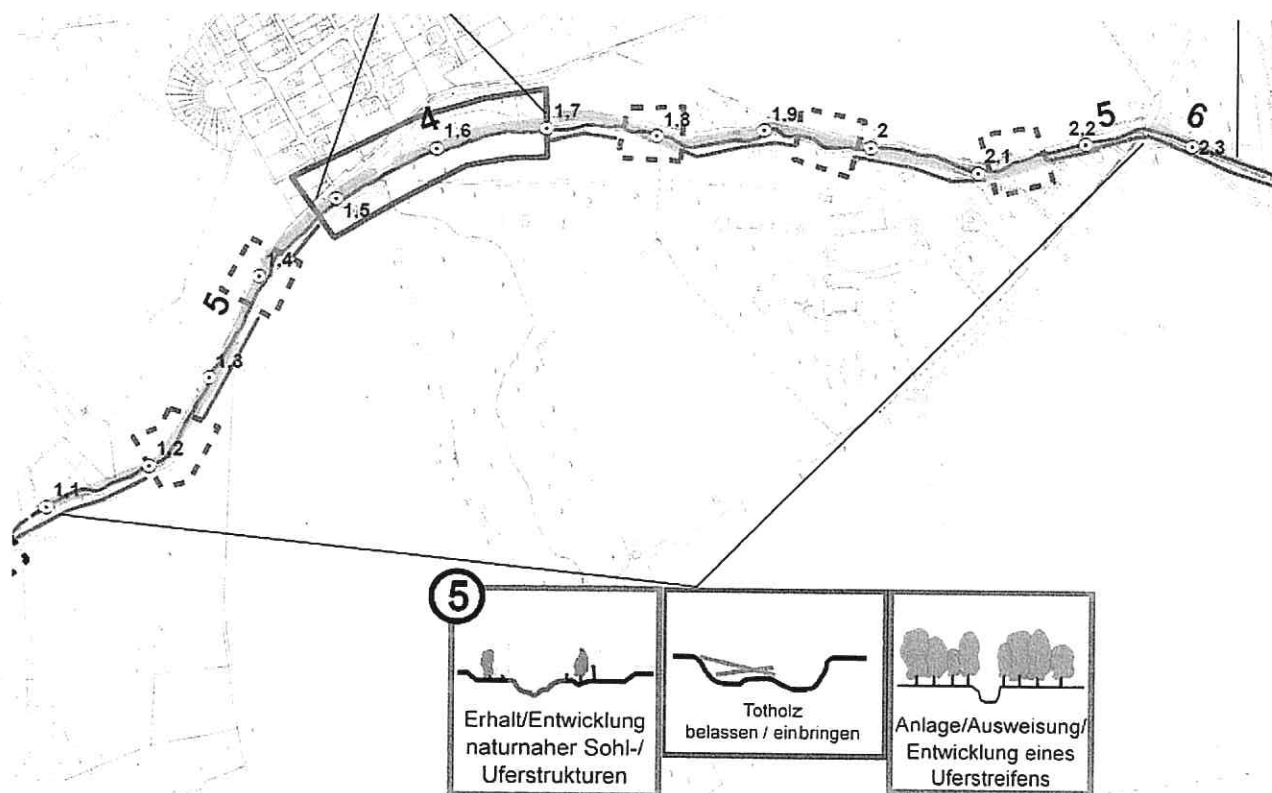 4
1,7
1,6
1,8
1,9
2
2,1
2,2
5
6
2,3
1,5
1,4
5
1,3
1,2
1,1
5
Erhalt/Entwicklung
naturnaher Sohl-/
Uferstrukturen
Totholz
belassen / einbringen
Anlage/Ausweisung/
Entwicklung eines
Uferstreifens